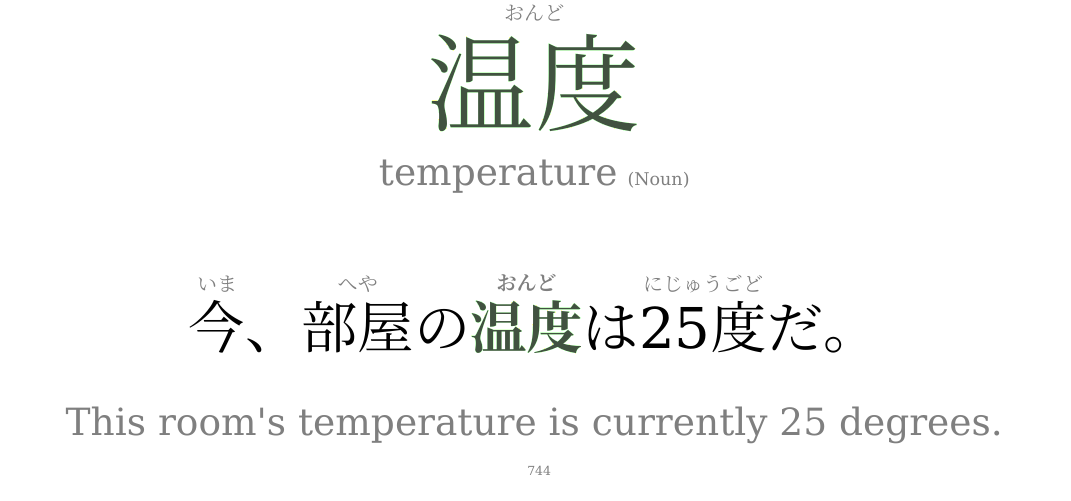 おんど
温度
temperature (Noun)
いま へや おんど にじゅうごど
今、部屋の温度は25度だ。
This room's temperature is currently 25 degrees.
744